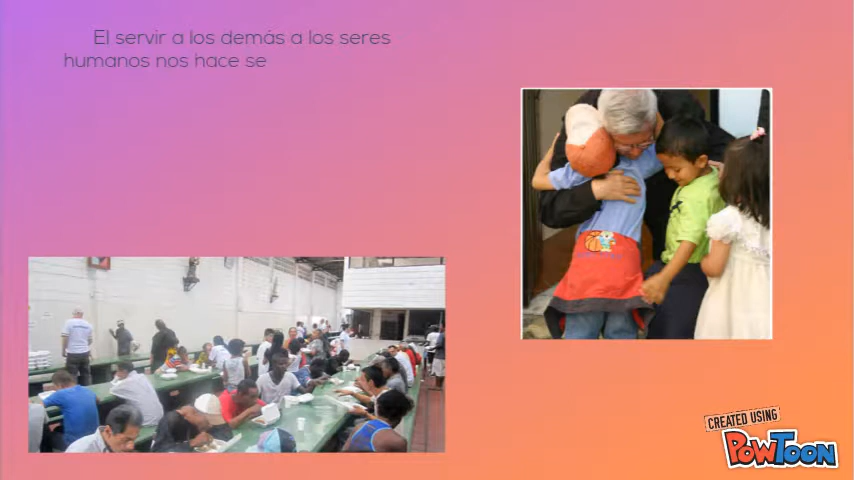 El servir a los demás a los seres
humanos nos hace se
CREATED USING
POWTOON